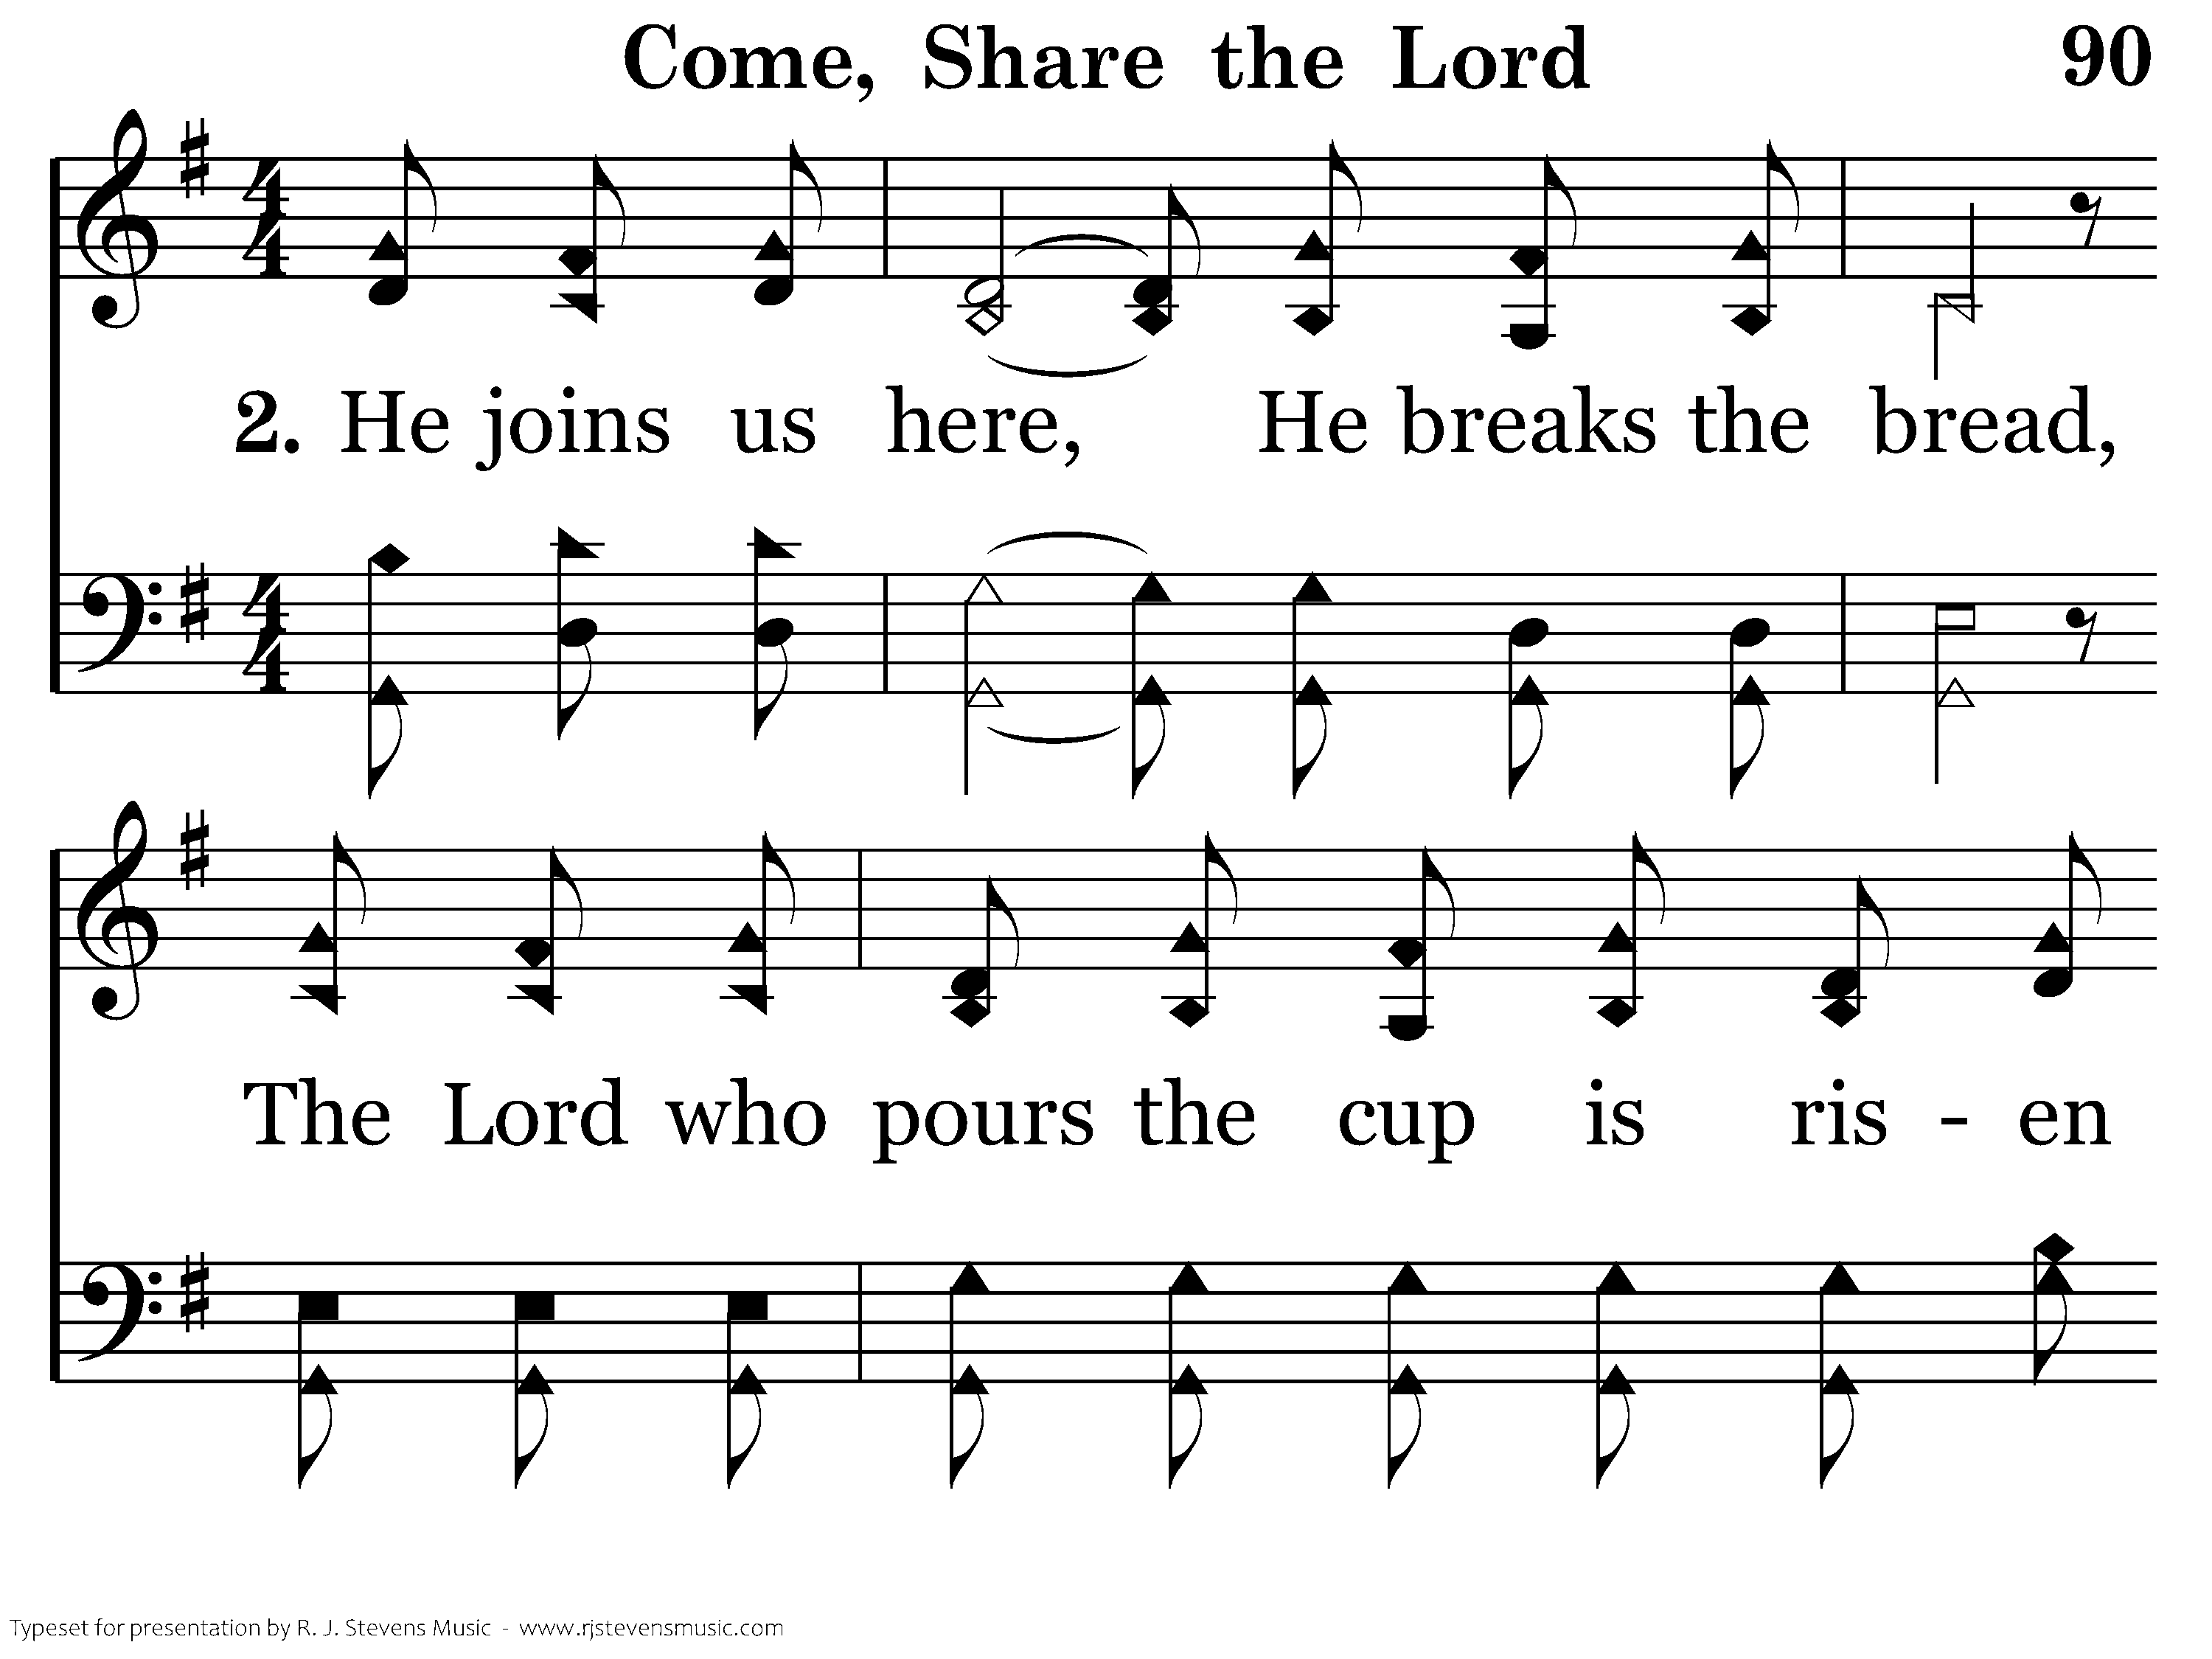 Come, Share the Lord 90
2. He joins us here, He breaks the bread,
The Lord who pours the cup is ris - en
Typeset for presentation by R. J. Stevens Music - www.rjstevensmusic.com